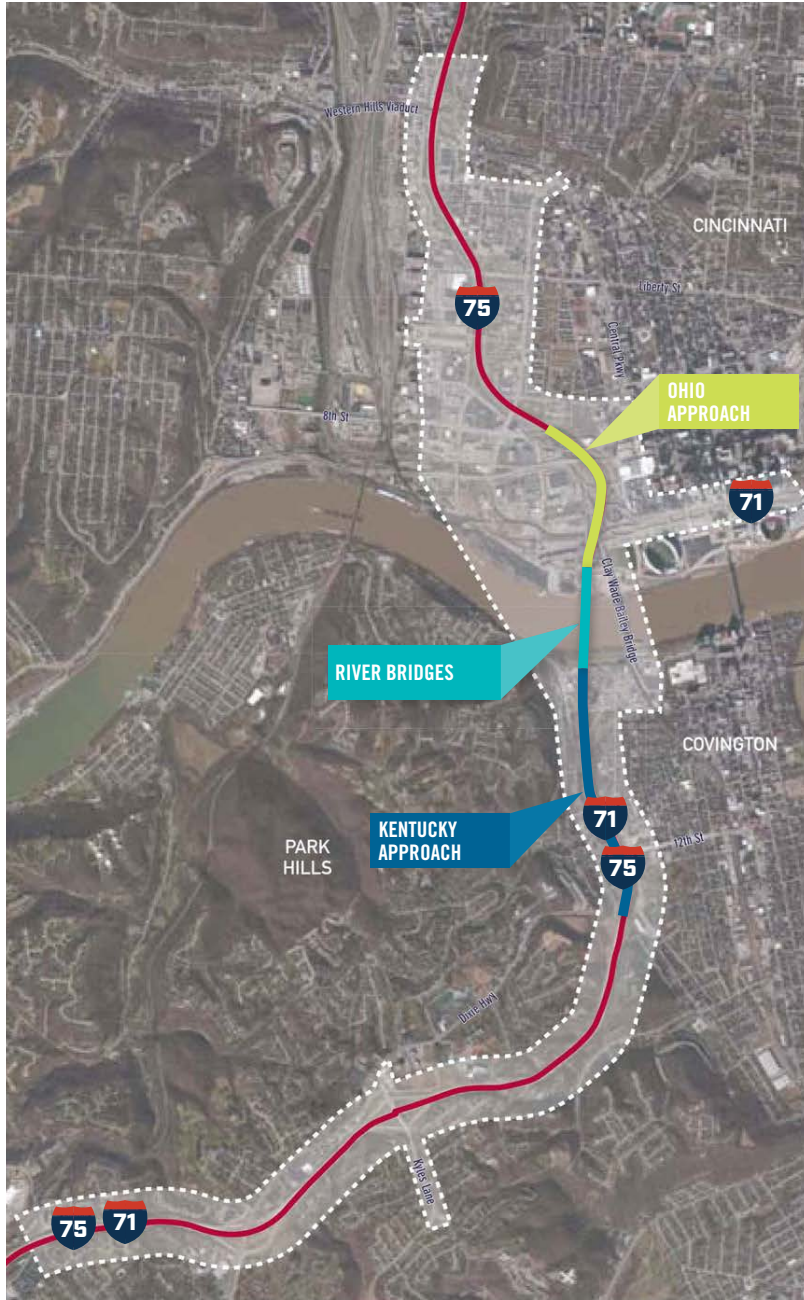 Western Hills Viaduct
CINCINNATI
Liberty St
75
Central Pkwy
OHIO
APPROACH
8th St
71
Clay Wade Bailey Bridge
RIVER BRIDGES
COVINGTON
71
KENTUCKY
APPROACH
12th St
PARK
HILLS
75
Dixie Hwy
Kyles Lane
75
71